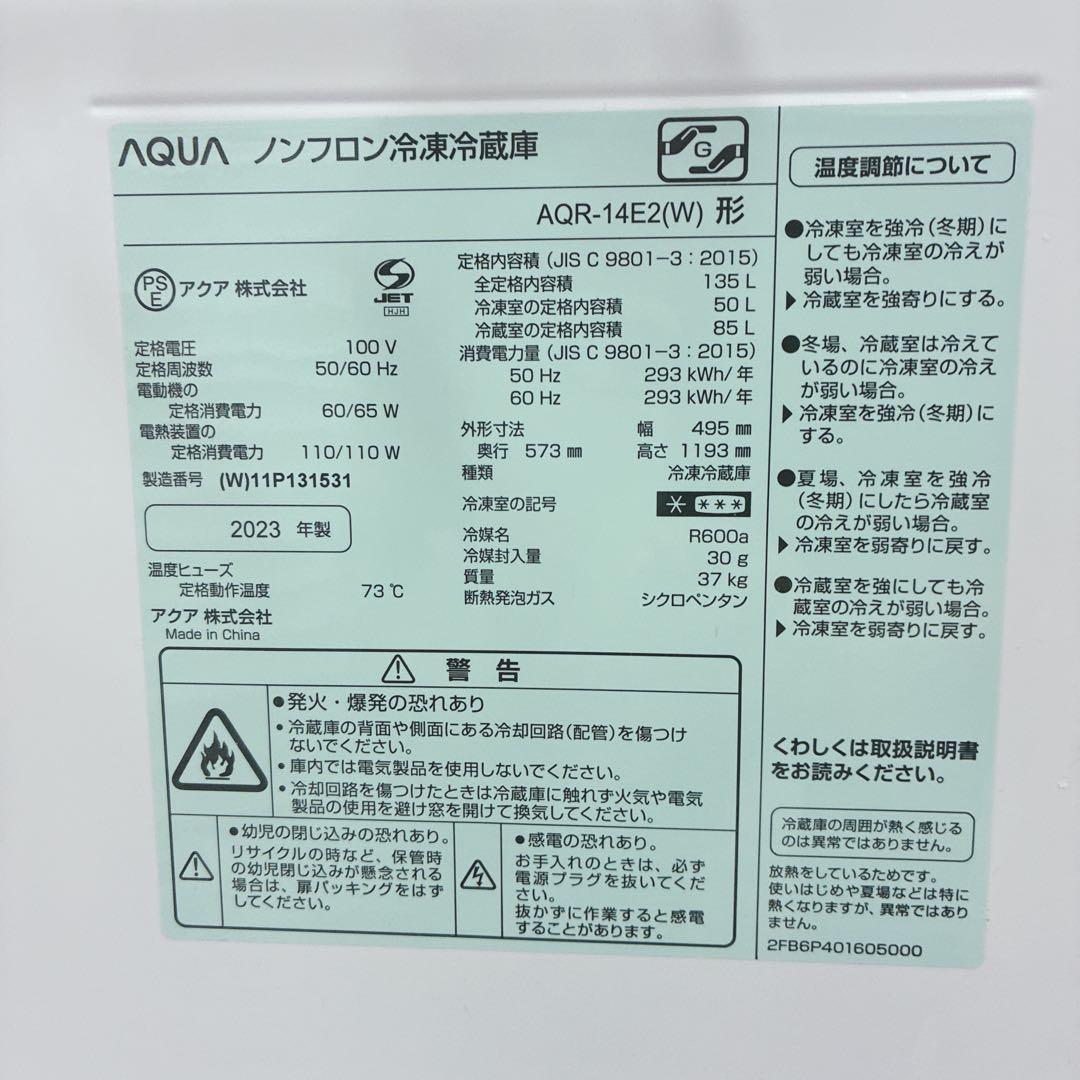 AQUA ノンフロン冷凍冷蔵庫
G
AQR-14E2(W) 形
PS
E
アクア 株式会社
S
JET
HJH
定格電圧 100 V
定格周波数 50/60 Hz
電動機の
定格消費電力 60/65 W
電熱装置の
定格消費電力 110/110 W
製造番号 (W)11P131531
2023 年製
温度ヒューズ
定格動作温度 73 ℃
アクア 株式会社
Made in China
定格内容積 (JIS C 9801-3 : 2015)
全定格内容積 135 L
冷凍室の定格内容積 50 L
冷蔵室の定格内容積 85 L
消費電力量 (JIS C 9801-3 : 2015)
50 Hz 293 kWh/年
60 Hz 293 kWh/年
外形寸法 幅 495 mm
奥行 573 mm 高さ 1193 mm
種類 冷凍冷蔵庫
冷凍室の記号 * ***
冷媒名 R600a
冷媒封入量 30 g
質量 37 kg
断熱発泡ガス シクロペンタン
⚠ 警告
●発火・爆発の恐れあり
・冷蔵庫の背面や側面にある冷却回路(配管)を傷つけ
ないでください。
・庫内では電気製品を使用しないでください。
・冷却回路を傷つけたときは冷蔵庫に触れず火気や電気
製品の使用を避け窓を開けて換気してください。
●幼児の閉じ込みの恐れあり。
リサイクルの時など、保管時
の幼児閉じ込みが懸念される
場合は、扉パッキングをはず
してください。
●感電の恐れあり。
お手入れのときは、必ず
電源プラグを抜いてくだ
さい。
抜かずに作業すると感電
することがあります。
温度調節について
●冷凍室を強冷(冬期)に
しても冷凍室の冷えが
弱い場合。
▶冷蔵室を強寄りにする。
●冬場、冷蔵室は冷えて
いるのに冷凍室の冷え
が弱い場合。
▶冷凍室を強冷(冬期)に
する。
●夏場、冷凍室を強冷
(冬期)にしたら冷蔵室
の冷えが弱い場合。
▶冷凍室を弱寄りに戻す。
●冷蔵室を強にしても冷
蔵室の冷えが弱い場合。
▶冷凍室を弱寄りに戻す。
くわしくは取扱説明書
をお読みください。
冷蔵庫の周囲が熱く感じる
のは異常ではありません。
放熱をしているためです。
使いはじめや夏場などは特に
熱くなりますが、異常ではあり
ません。
2FB6P401605000